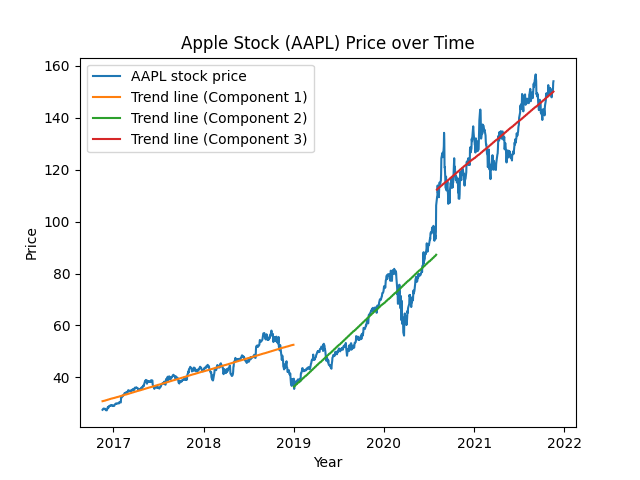 Apple Stock (AAPL) Price over Time
AAPL stock price
Trend line (Component 1)
Trend line (Component 2)
Trend line (Component 3)
160
140
120
100
80
60
40
Price
2017 2018 2019 2020 2021 2022
Year